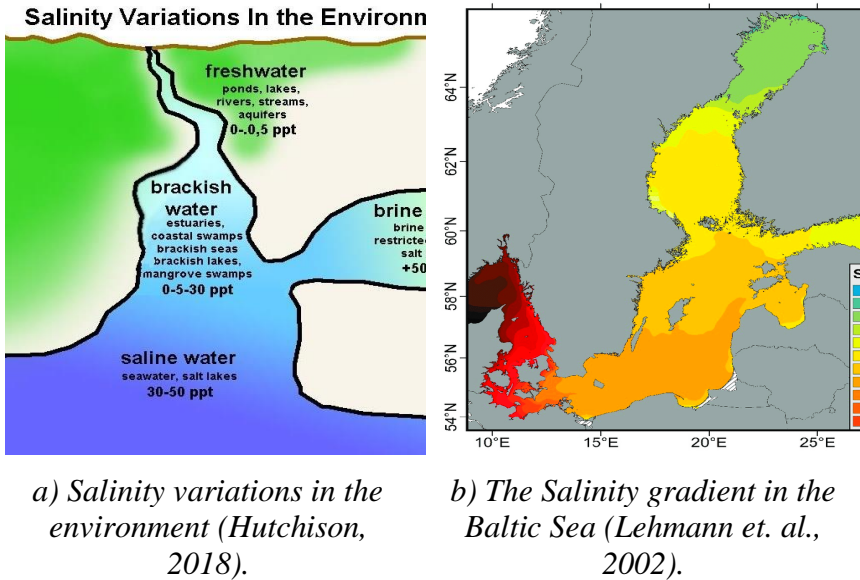 Salinity Variations In the Environm
freshwater
ponds, lakes,
rivers, streams,
aquifers
0-.0,5 ppt
brackish
water
estuaries,
coastal swamps
brackish seas
brackish lakes,
mangrove swamps
0-5-30 ppt
brine
brine
restricte
salt
+50
saline water
seawater, salt lakes
30-50 ppt
64°N
62°N
60°N
58°N
56°N
54°N
10°E
15°E
20°E
25°E
S
a) Salinity variations in the
environment (Hutchison,
2018).
b) The Salinity gradient in the
Baltic Sea (Lehmann et. al.,
2002).